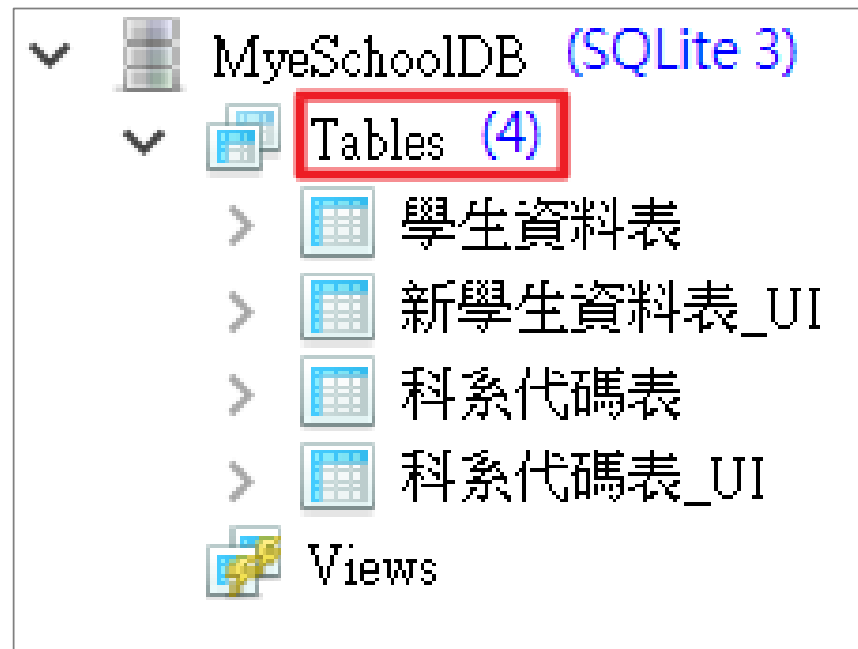 MyeSchoolDB (SQLite 3)
Tables (4)
學生資料表
新學生資料表_UI
科系代碼表
科系代碼表_UI
Views